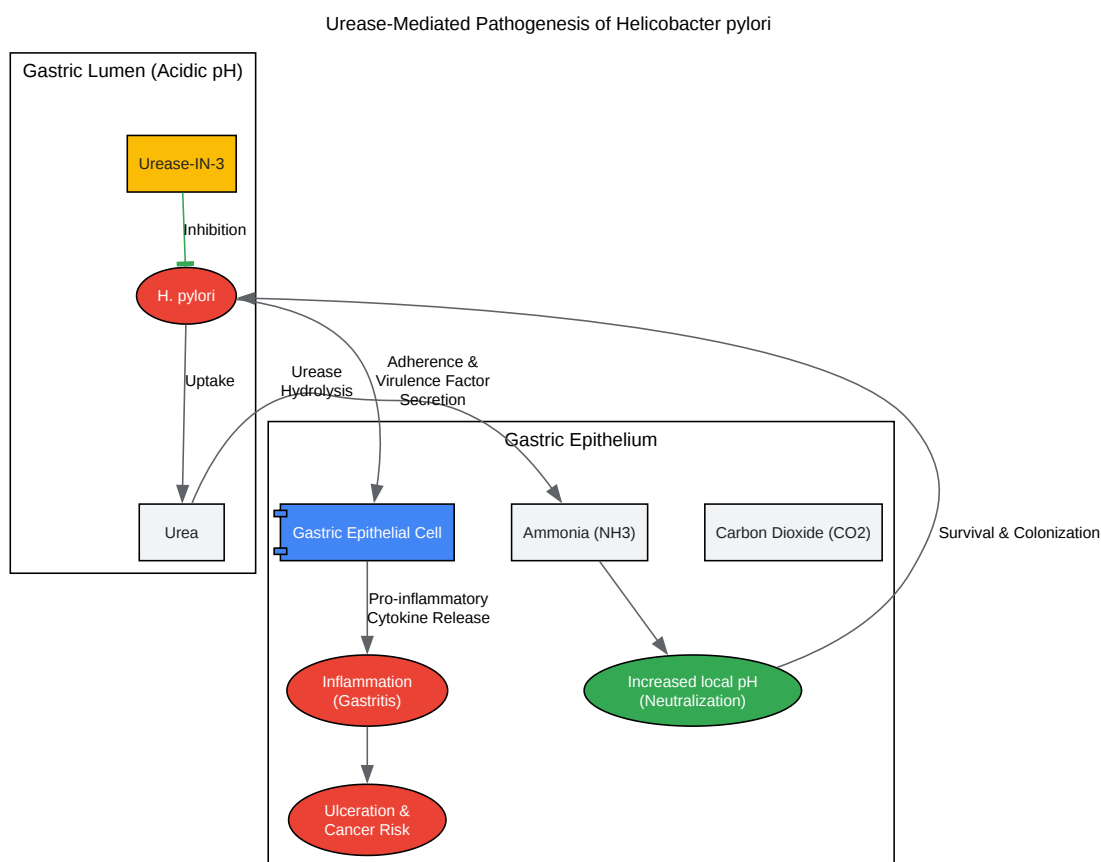 Urease-Mediated Pathogenesis of Helicobacter pylori
Gastric Lumen (Acidic pH)
Urease-IN-3
Inhibition
H. pylori
Uptake
Urease
Hydrolysis
Adherence &
Virulence Factor
Secretion
Gastric Epithelium
Urea
Gastric Epithelial Cell
Ammonia (NH3)
Carbon Dioxide (CO2)
Survival & Colonization
Pro-inflammatory
Cytokine Release
Inflammation
(Gastritis)
Increased local pH
(Neutralization)
Ulceration &
Cancer Risk